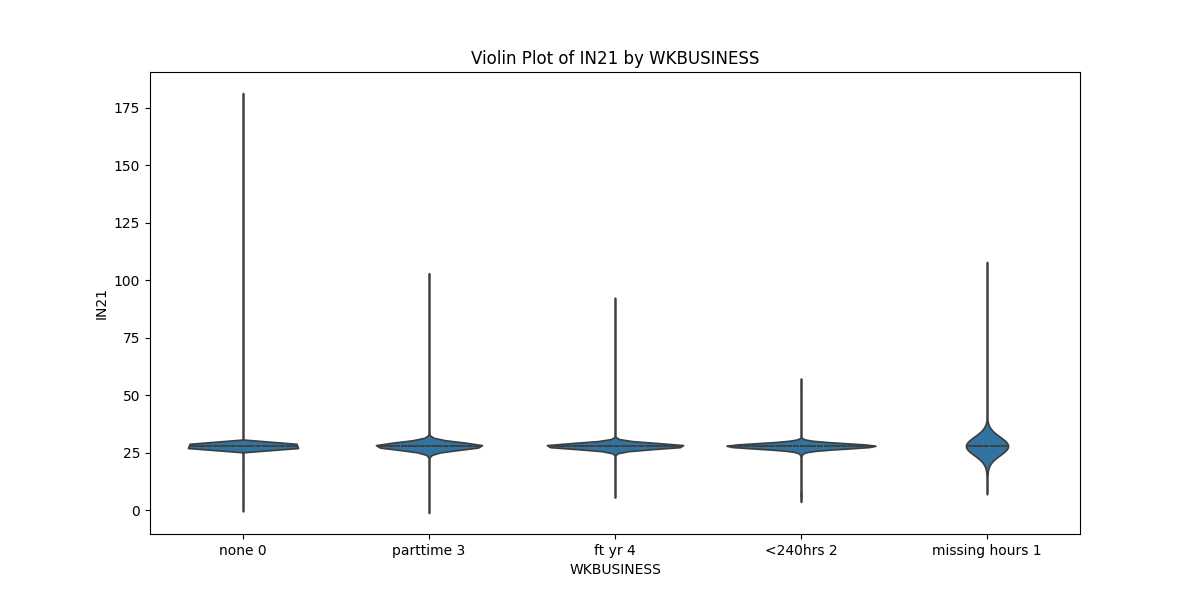 Violin Plot of IN21 by WKBUSINESS
175
150
125
100
75
50
25
0
IN21
none 0
parttime 3
ft yr 4
<240hrs 2
missing hours 1
WKBUSINESS